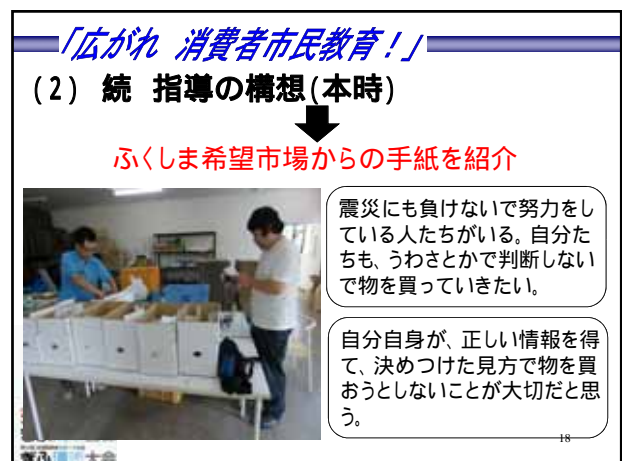 「広がれ 消費者市民教育！」
(2) 続 指導の構想(本時)
ふくしま希望市場からの手紙を紹介
震災にも負けないで努力をし
ている人たちがいる。自分た
ちも、うわさとかで判断しない
で物を買っていきたい。
自分自身が、正しい情報を得
て、決めつけた見方で物を買
おうとしないことが大切だと思
う。
18
大会